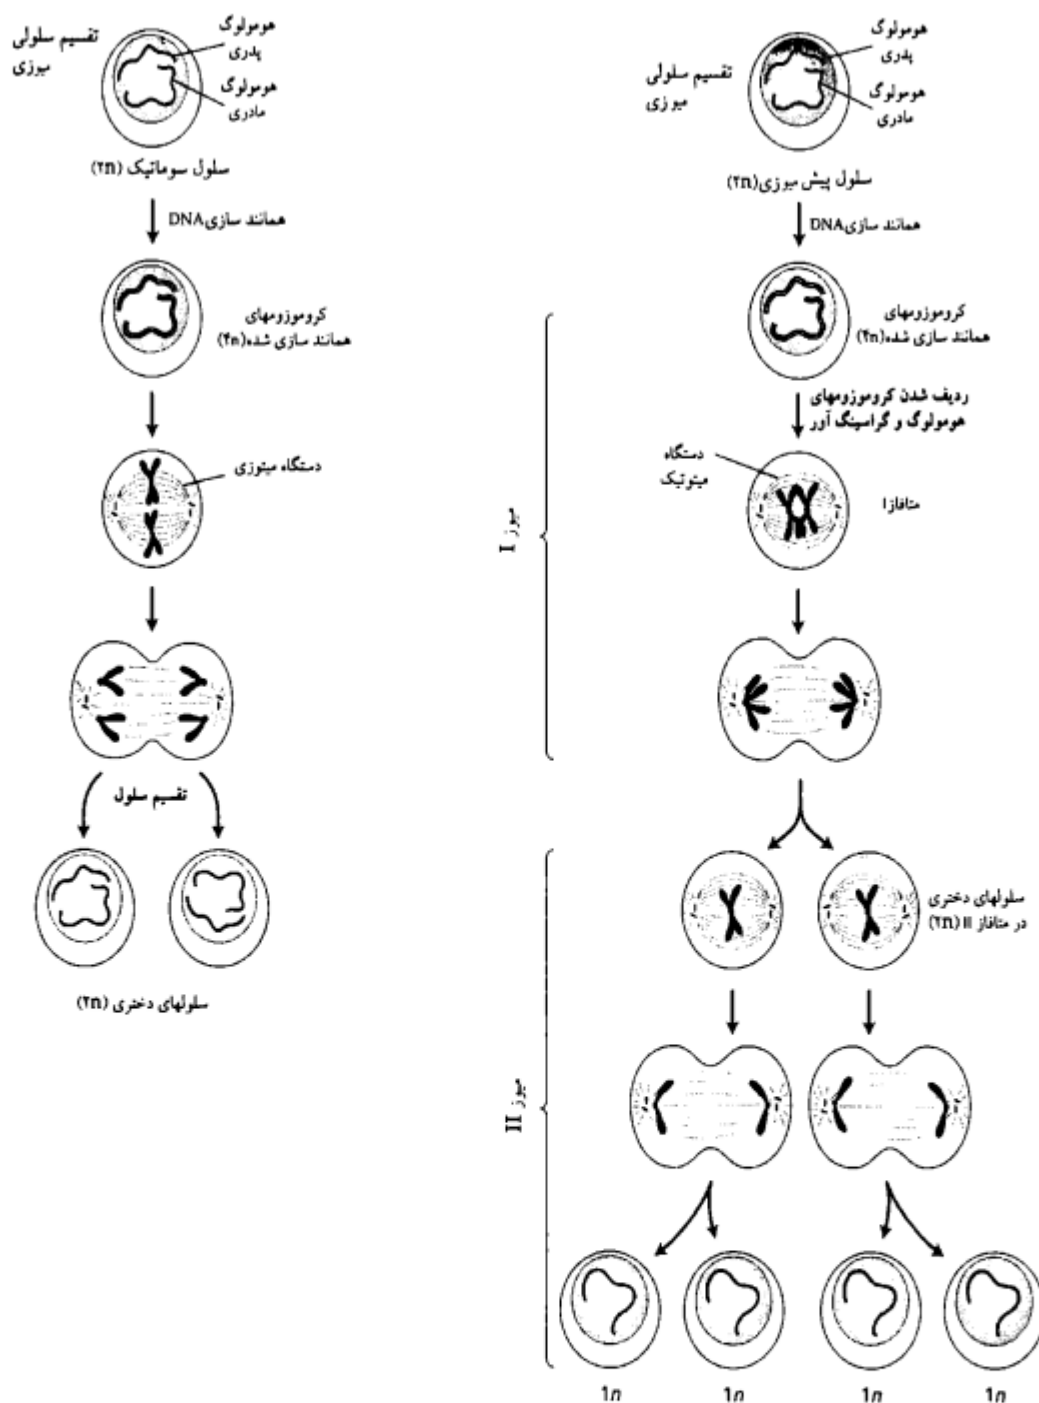 تقسیم سلولی
میوزی
هومولوگ
پدری
هومولوگ
مادری
سلول سوماتیک (۲n)
همانند سازی DNA
کروموزومهای
همانند سازی شده (۴n)
دستگاه میتوزی
تقسیم سلول
سلولهای دختری (۲n)
تقسیم سلولی
میوزی
هومولوگ
پدری
هومولوگ
مادری
سلول پیش میوزی (۲n)
همانند سازی DNA
کروموزومهای
همانند سازی شده (۴n)
ردیف شدن کروموزومهای
هومولوگ و گراسینگ آور
دستگاه
میتوتیک
متافاز I
میوز I
سلولهای دختری
در متافاز II (۲n)
میوز II
1n
1n
1n
1n